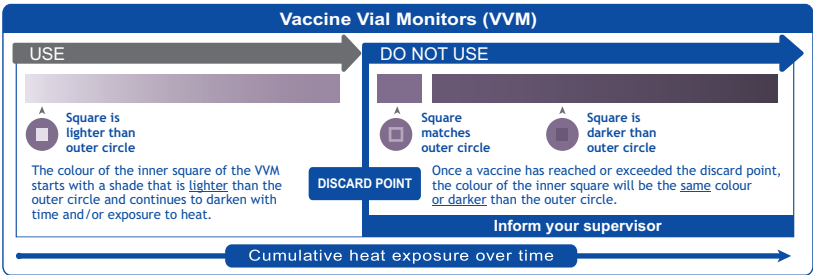 Vaccine Vial Monitors (VVM)
USE
Square is
lighter than
outer circle
The colour of the inner square of the VVM
starts with a shade that is lighter than the
outer circle and continues to darken with
time and/or exposure to heat.
DISCARD POINT
DO NOT USE
Square
matches
outer circle
Square is
darker than
outer circle
Once a vaccine has reached or exceeded the discard point,
the colour of the inner square will be the same colour
or darker than the outer circle.
Inform your supervisor
Cumulative heat exposure over time